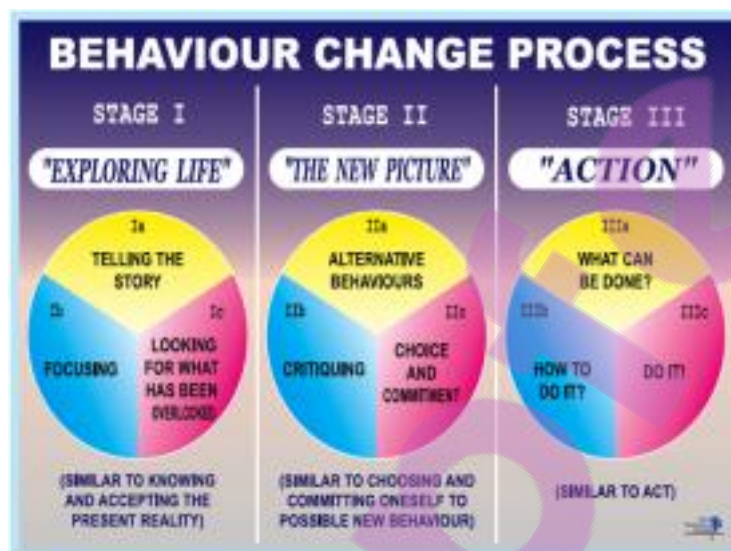 BEHAVIOUR CHANGE PROCESS
STAGE I
"EXPLORING LIFE"
Ia
TELLING THE
STORY
Ib
FOCUSING
Ic
LOOKING
FOR WHAT
HAS BEEN
OVERLOOKED
(SIMILAR TO KNOWING
AND ACCEPTING THE
PRESENT REALITY)
STAGE II
"THE NEW PICTURE"
IIa
ALTERNATIVE
BEHAVIOURS
IIb
CRITIQUING
IIc
CHOICE
AND
COMMITMENT
(SIMILAR TO CHOOSING AND
COMMITTING ONESELF TO
POSSIBLE NEW BEHAVIOUR)
STAGE III
"ACTION"
IIIa
WHAT CAN
BE DONE?
IIIb
HOW TO
DO IT?
IIIc
DO IT!
(SIMILAR TO ACT)